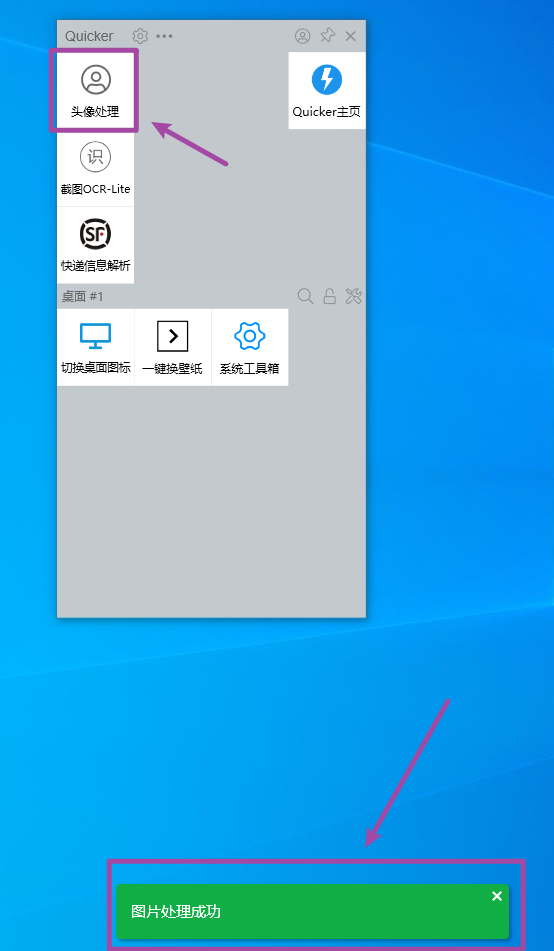 Quicker
头像处理
Quicker主页
识
截图OCR-Lite
SF
快递信息解析
桌面 #1
切换桌面图标
一键换壁纸
系统工具箱
图片处理成功